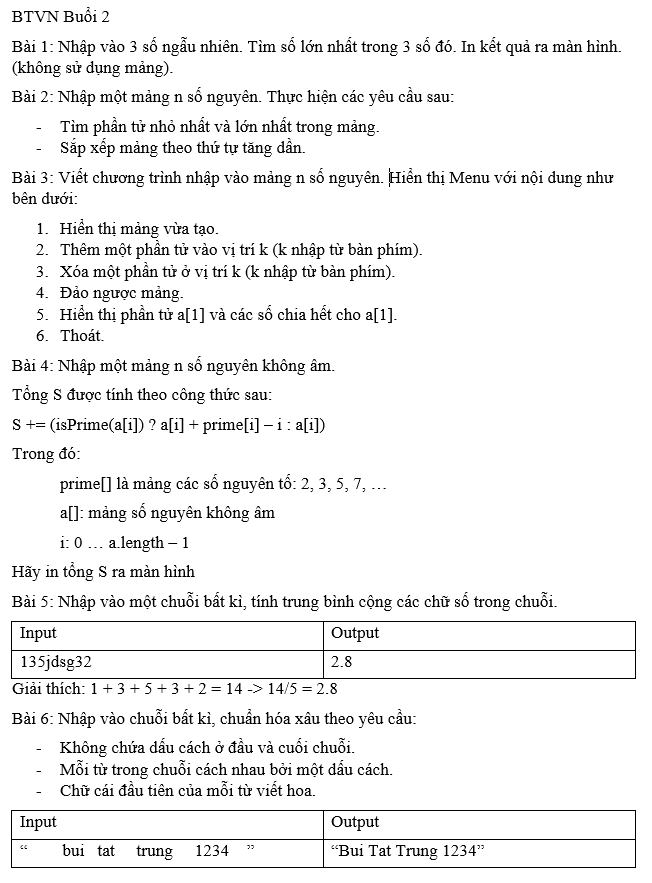 BTVN Buổi 2
Bài 1: Nhập vào 3 số ngẫu nhiên. Tìm số lớn nhất trong 3 số đó. In kết quả ra màn hình.
(không sử dụng mảng).
Bài 2: Nhập một mảng n số nguyên. Thực hiện các yêu cầu sau:
- Tìm phần tử nhỏ nhất và lớn nhất trong mảng.
- Sắp xếp mảng theo thứ tự tăng dần.
Bài 3: Viết chương trình nhập vào mảng n số nguyên. Hiển thị Menu với nội dung như
bên dưới:
1. Hiển thị mảng vừa tạo.
2. Thêm một phần tử vào vị trí k (k nhập từ bàn phím).
3. Xóa một phần tử ở vị trí k (k nhập từ bàn phím).
4. Đảo ngược mảng.
5. Hiển thị phần tử a[1] và các số chia hết cho a[1].
6. Thoát.
Bài 4: Nhập một mảng n số nguyên không âm.
Tổng S được tính theo công thức sau:
S += (isPrime(a[i]) ? a[i] + prime[i] – i : a[i])
Trong đó:
prime[] là mảng các số nguyên tố: 2, 3, 5, 7, …
a[]: mảng số nguyên không âm
i: 0 … a.length – 1
Hãy in tổng S ra màn hình
Bài 5: Nhập vào một chuỗi bất kì, tính trung bình cộng các chữ số trong chuỗi.
Input Output
135jdsg32 2.8
Giải thích: 1 + 3 + 5 + 3 + 2 = 14 -> 14/5 = 2.8
Bài 6: Nhập vào chuỗi bất kì, chuẩn hóa xâu theo yêu cầu:
- Không chứa dấu cách ở đầu và cuối chuỗi.
- Mỗi từ trong chuỗi cách nhau bởi một dấu cách.
- Chữ cái đầu tiên của mỗi từ viết hoa.
Input Output
“ bui tat trung 1234 ” “Bui Tat Trung 1234”